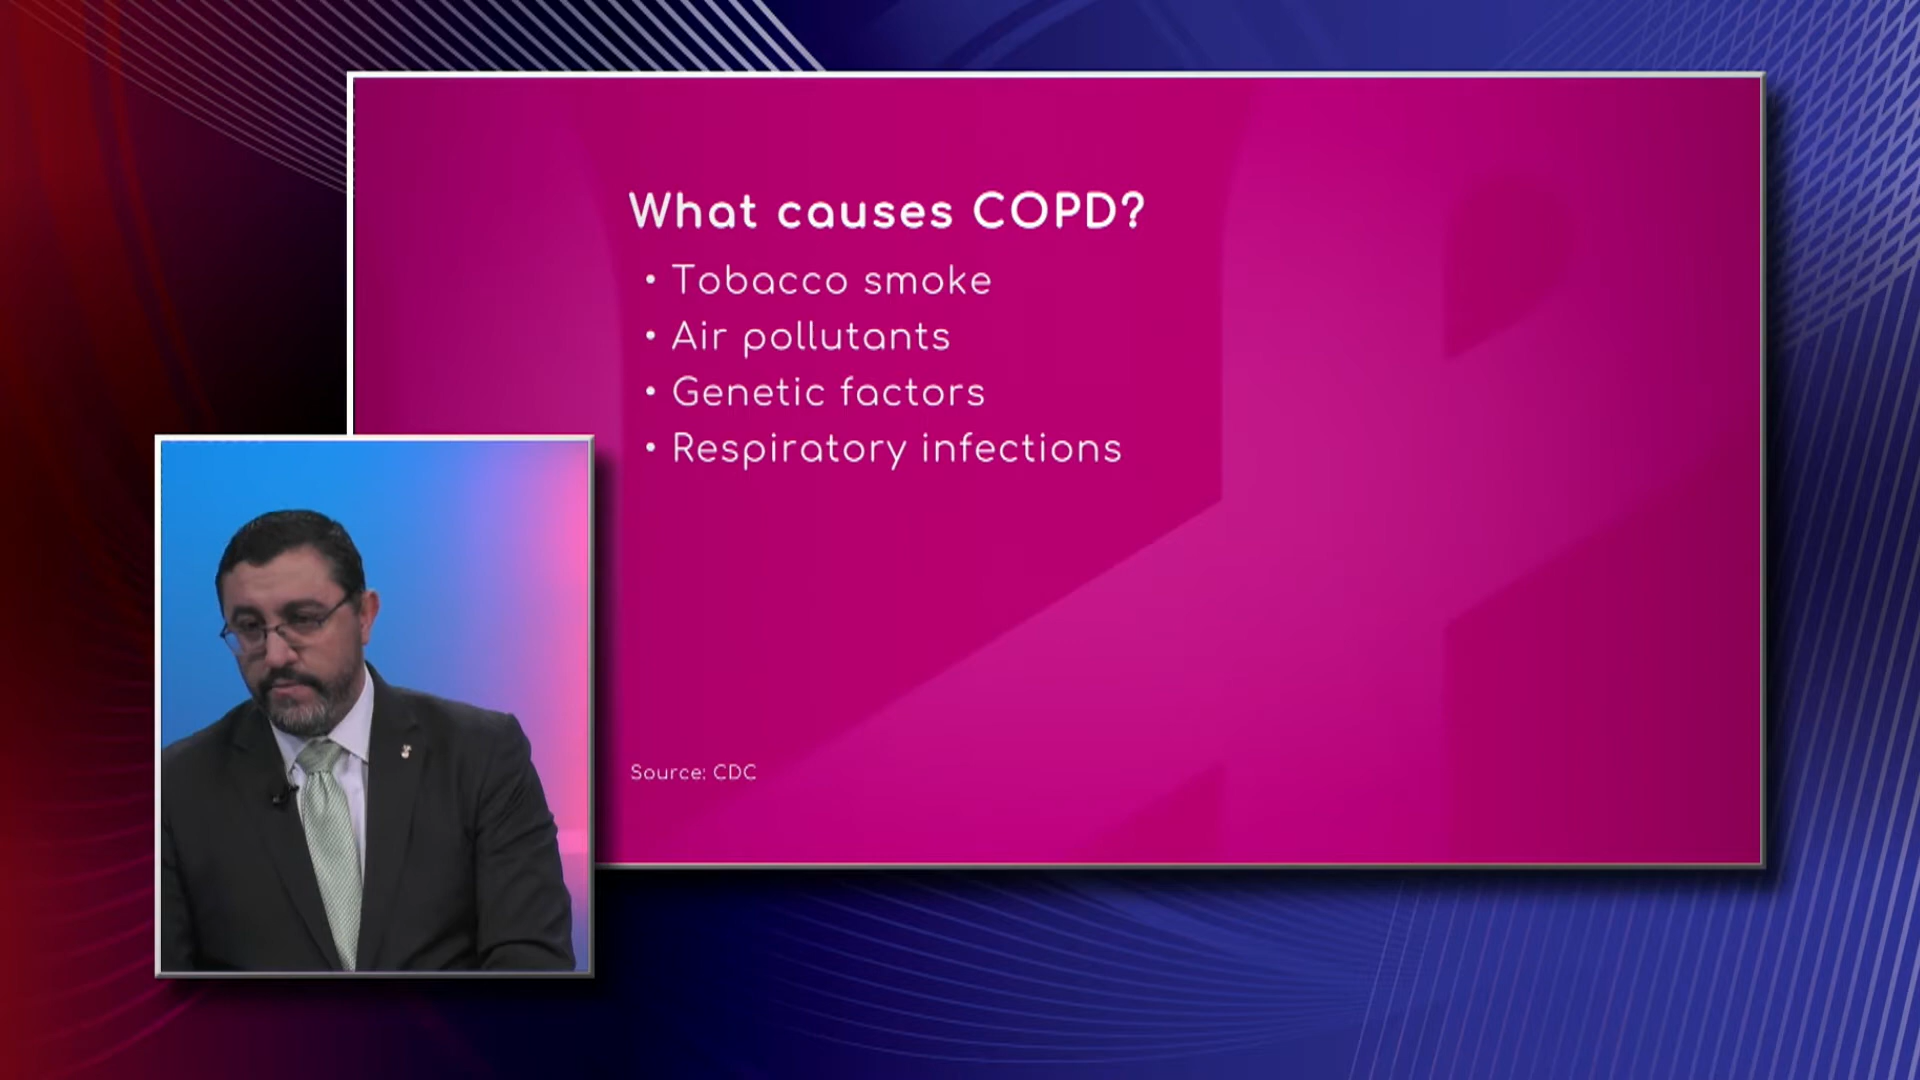 What causes COPD?
• Tobacco smoke
• Air pollutants
• Genetic factors
• Respiratory infections
Source: CDC